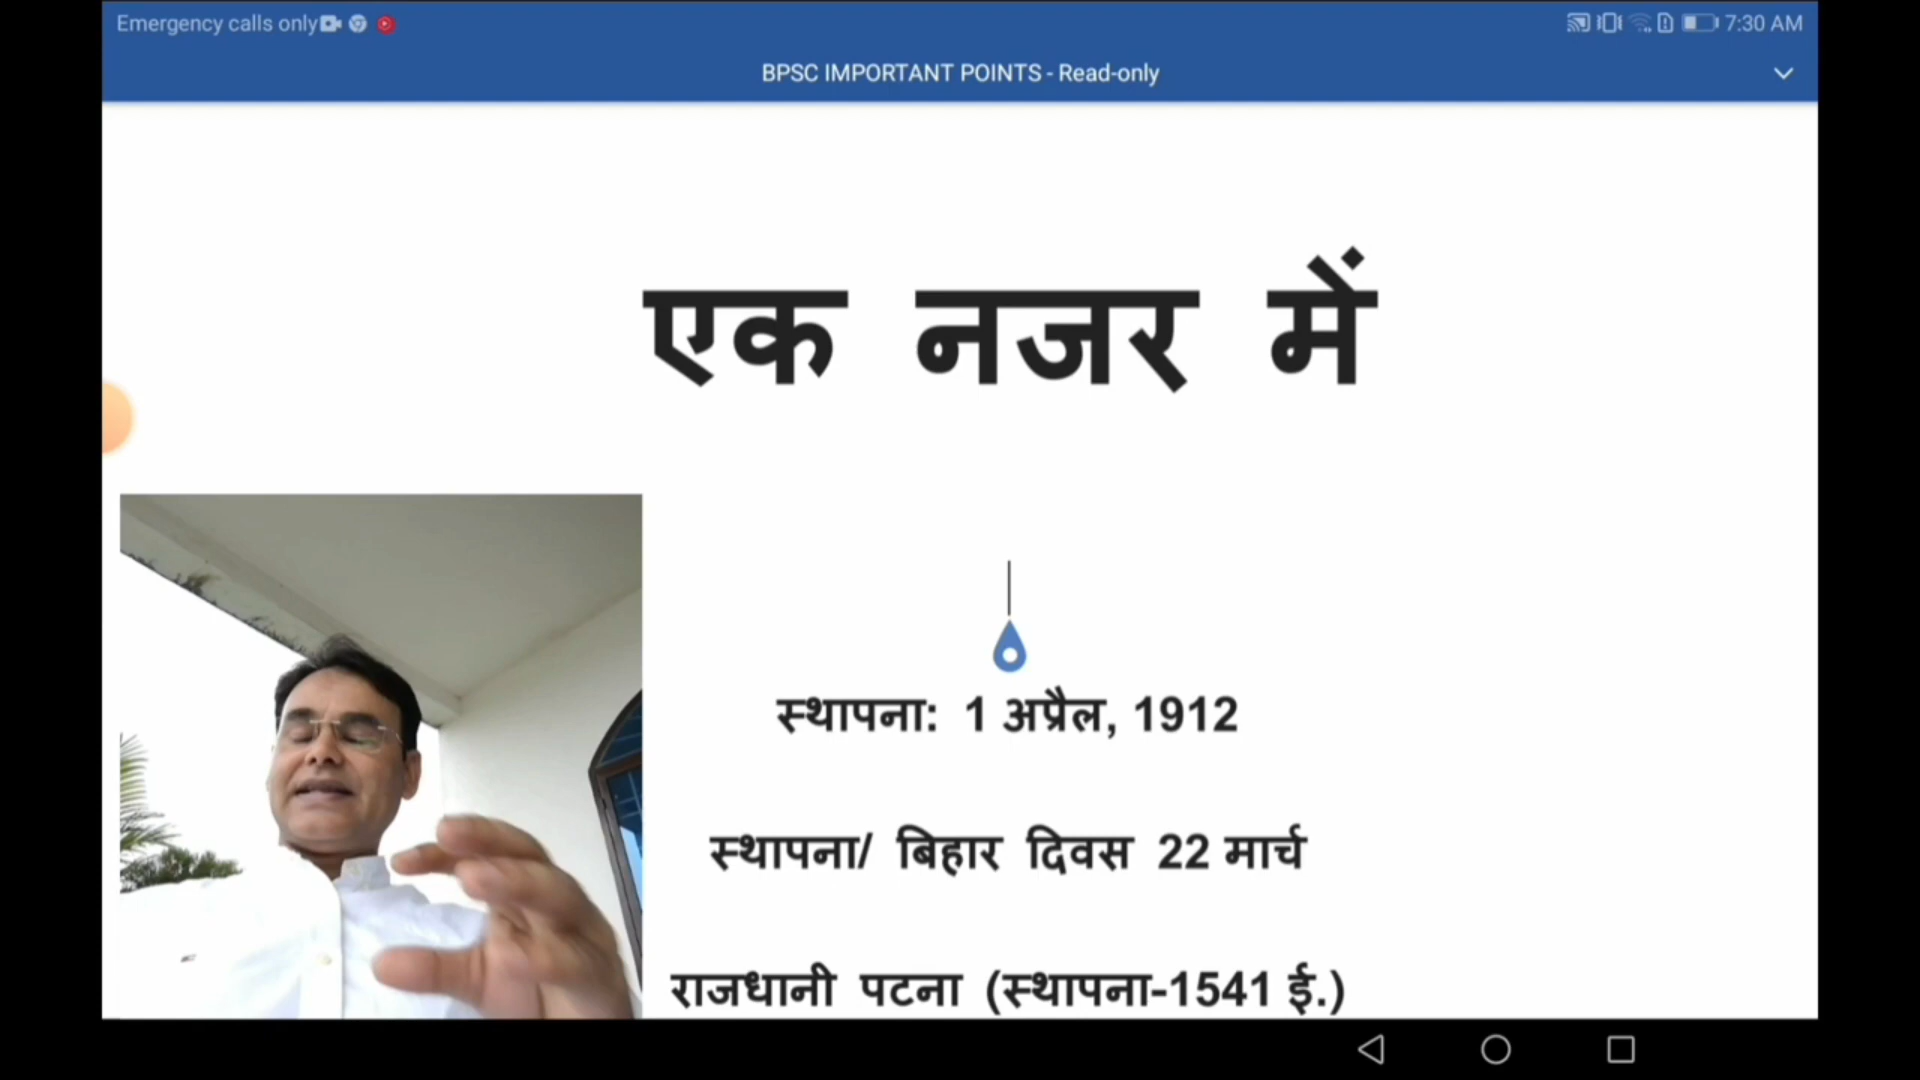 Emergency calls only 7:30 AM
BPSC IMPORTANT POINTS - Read-only
एक नजर में
स्थापना: 1 अप्रैल, 1912
स्थापना/ बिहार दिवस 22 मार्च
राजधानी पटना (स्थापना-1541 ई.)